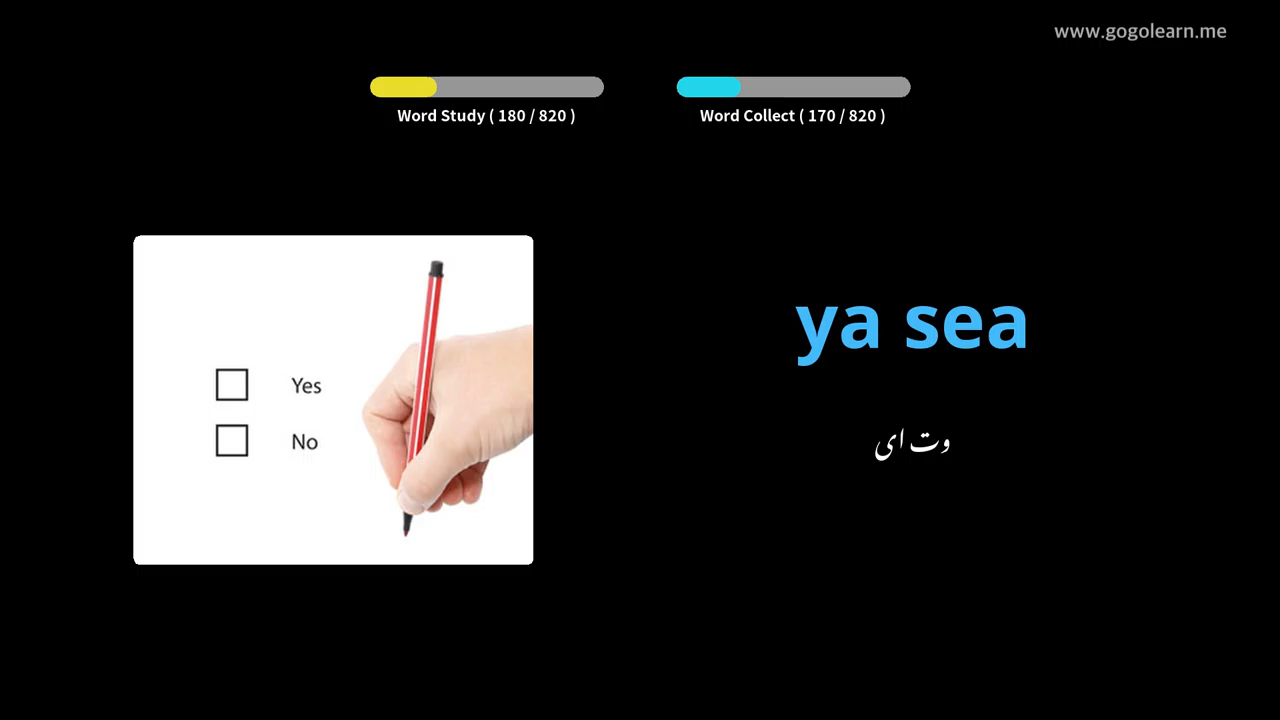 www.gogolearn.me
Word Study ( 180 / 820 )
Word Collect ( 170 / 820 )
Yes
No
ya sea
وت ای